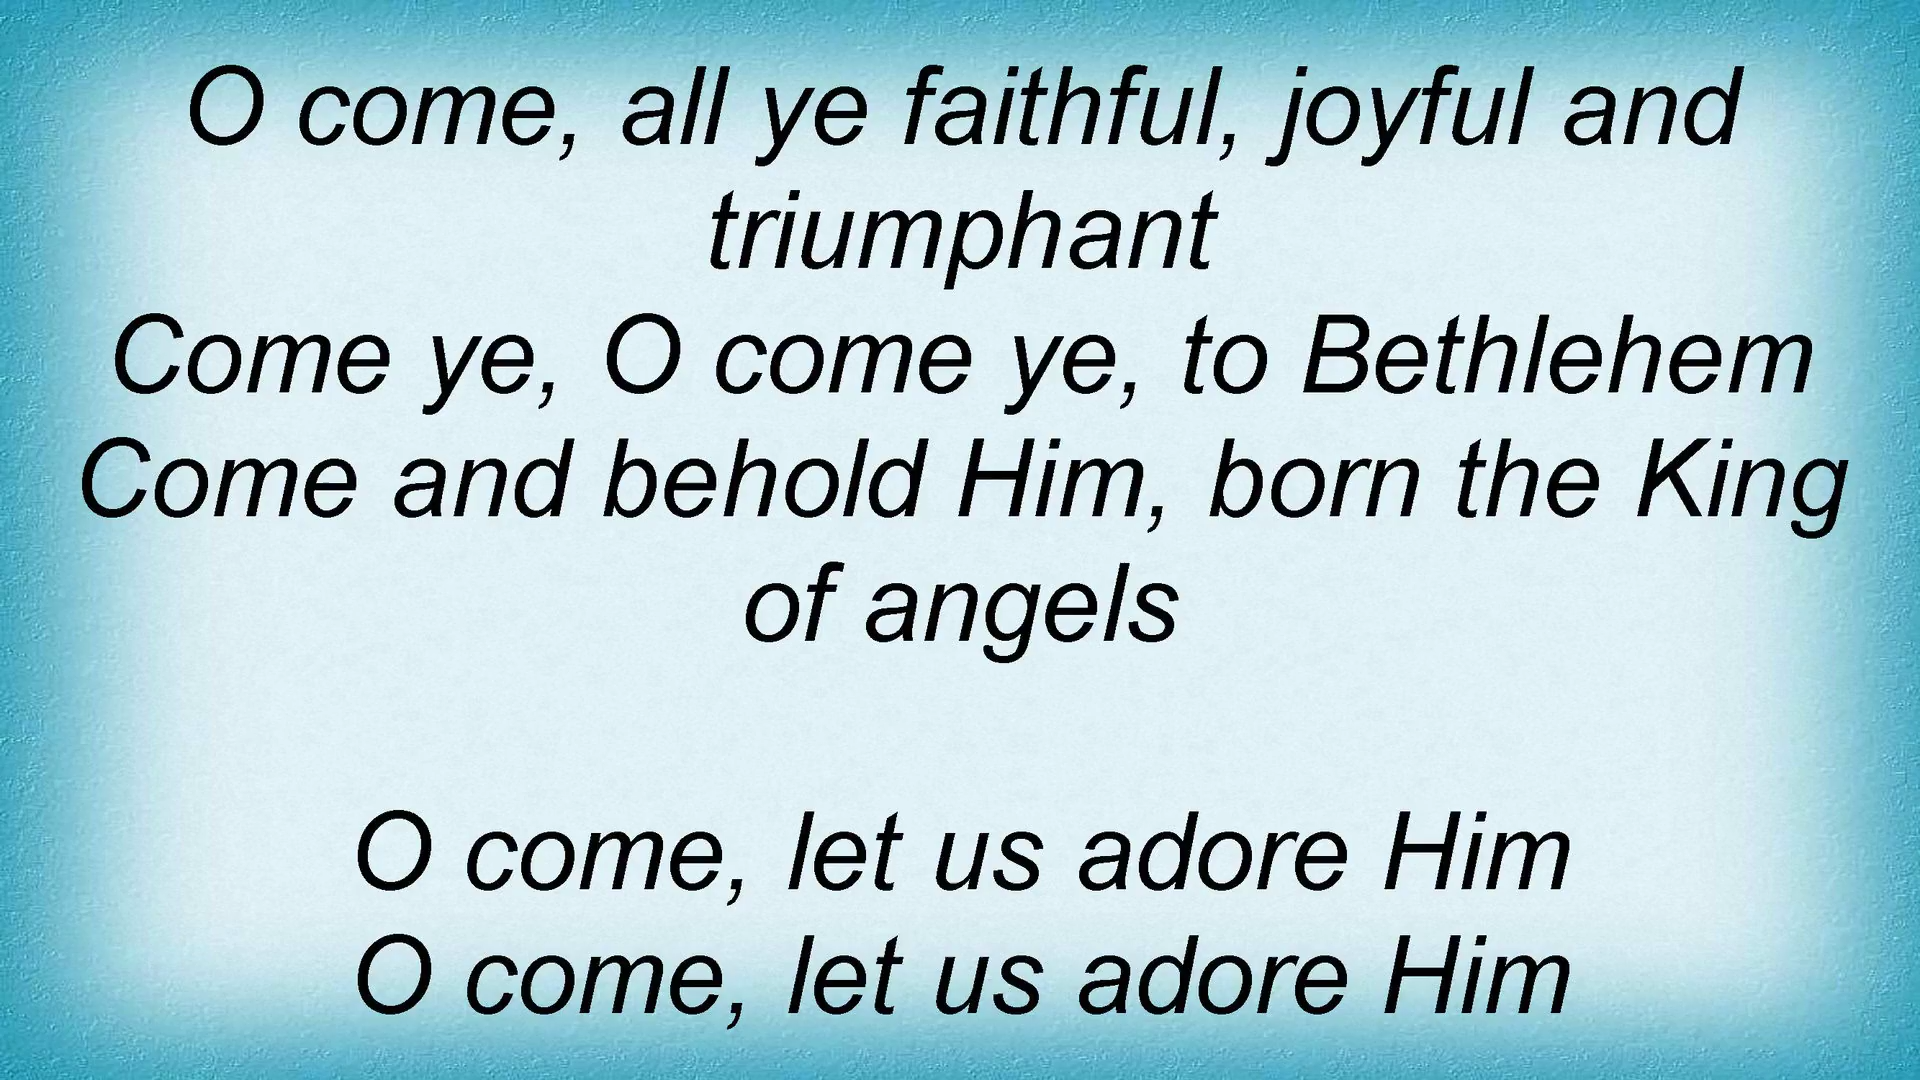 O come, all ye faithful, joyful and
triumphant
Come ye, O come ye, to Bethlehem
Come and behold Him, born the King
of angels
O come, let us adore Him
O come, let us adore Him